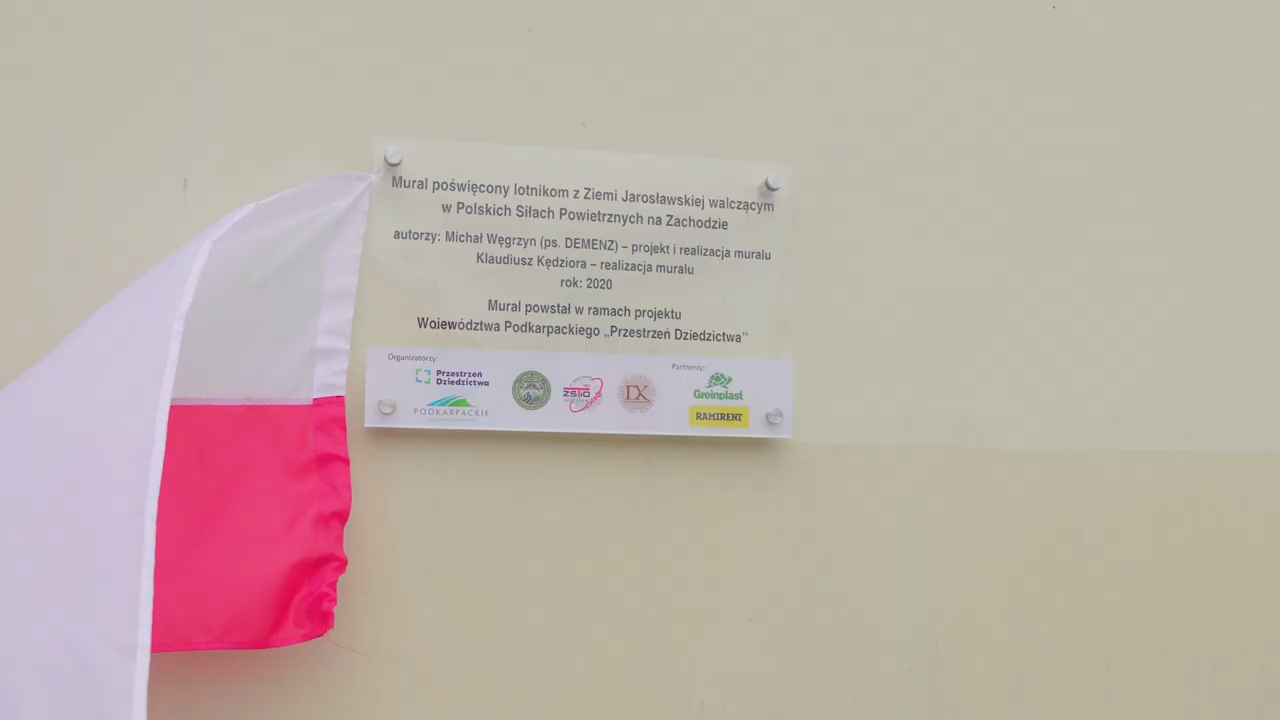 Mural poświęcony lotnikom z Ziemi Jarosławskiej walczącym
w Polskich Siłach Powietrznych na Zachodzie
autorzy: Michał Węgrzyn (ps. DEMENZ) – projekt i realizacja muralu
Klaudiusz Kędziora – realizacja muralu
rok: 2020
Mural powstał w ramach projektu
Województwa Podkarpackiego „Przestrzeń Dziedzictwa"
Organizatorzy:
Partnerzy:
Przestrzeń
Dziedzictwa
PODKARPACKIE
ZSTiO
IX
Greinplast
RAMIRENT